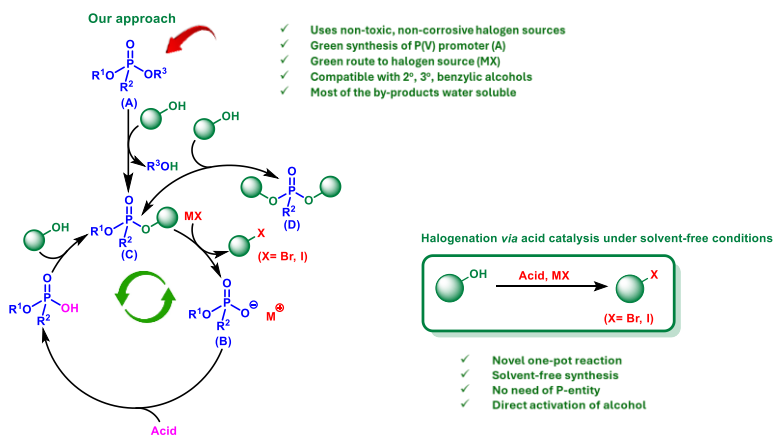 Our approach
O
R¹O
P
OR³
R²
(A)
OH
R³OH
OH
O
R¹O
P
O
R²
(C)
MX
X
(X= Br, I)
O
P
O
O
R²
(D)
OH
O
R¹O
P
OH
R²
O
R¹O
P
O
⊖
R²
(B)
M⊕
Acid
✓ Uses non-toxic, non-corrosive halogen sources
✓ Green synthesis of P(V) promoter (A)
✓ Green route to halogen source (MX)
✓ Compatible with 2º, 3º, benzylic alcohols
✓ Most of the by-products water soluble
Halogenation via acid catalysis under solvent-free conditions
OH
Acid, MX
X
(X= Br, I)
✓ Novel one-pot reaction
✓ Solvent-free synthesis
✓ No need of P-entity
✓ Direct activation of alcohol